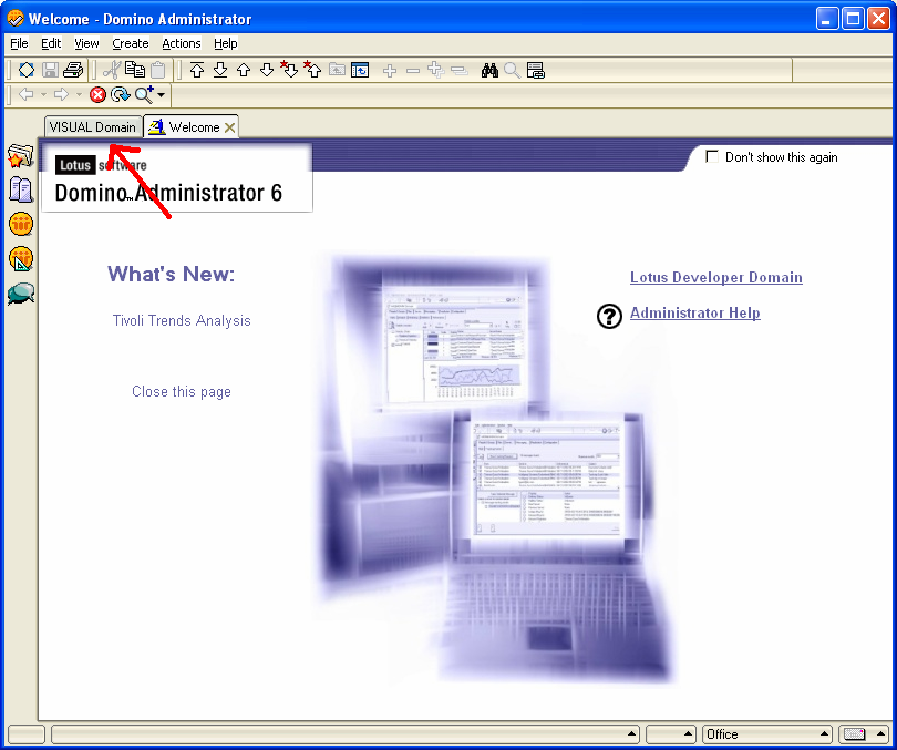 Welcome - Domino Administrator
File Edit View Create Actions Help
VISUAL Domain Welcome
Lotus software
Don't show this again
Domino Administrator 6
What's New:
Lotus Developer Domain
Tivoli Trends Analysis
Administrator Help
Close this page
Office